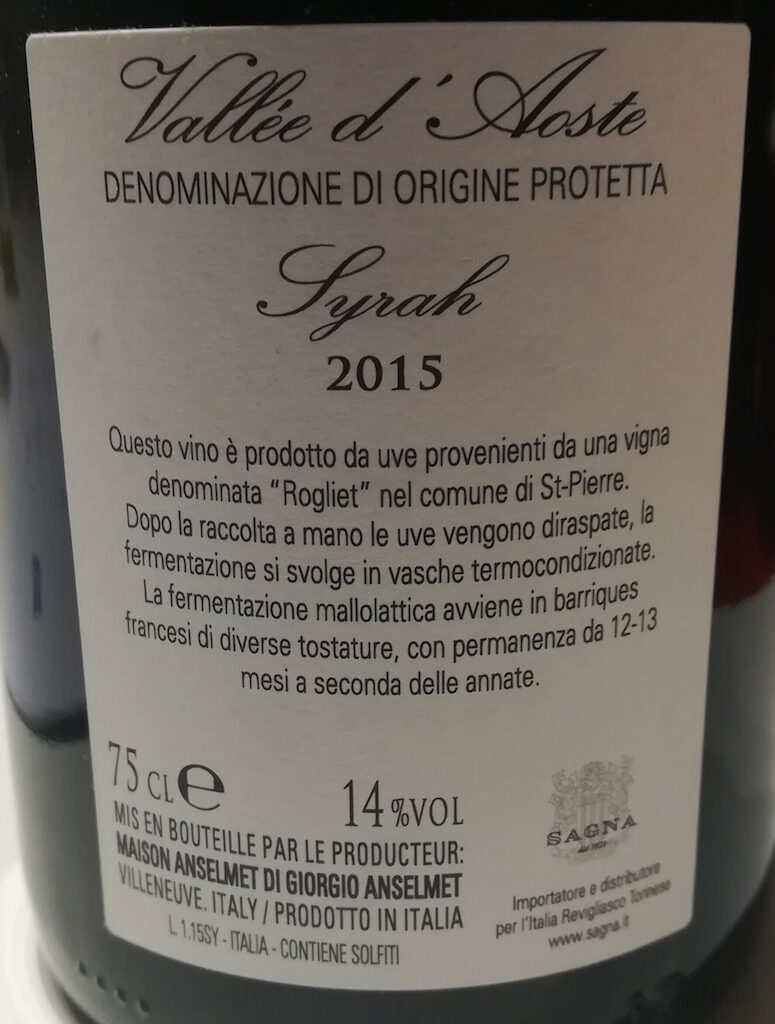 Vallée d'Aoste
DENOMINAZIONE DI ORIGINE PROTETTA
Syrah
2015
Questo vino è prodotto da uve provenienti da una vigna
denominata “Rogliet” nel comune di St-Pierre.
Dopo la raccolta a mano le uve vengono diraspate, la
fermentazione si svolge in vasche termocondizionate.
La fermentazione mallolattica avviene in barriques
francesi di diverse tostature, con permanenza da 12-13
mesi a seconda delle annate.
75 CL e
14 %VOL
MIS EN BOUTEILLE PAR LE PRODUCTEUR:
MAISON ANSELMET DI GIORGIO ANSELMET
VILLENEUVE. ITALY / PRODOTTO IN ITALIA
L 1.15SY - ITALIA - CONTIENE SOLFITI
SAGNA
Importatore e distributore
per l'Italia Revigliasco Torinese
www.sagna.it